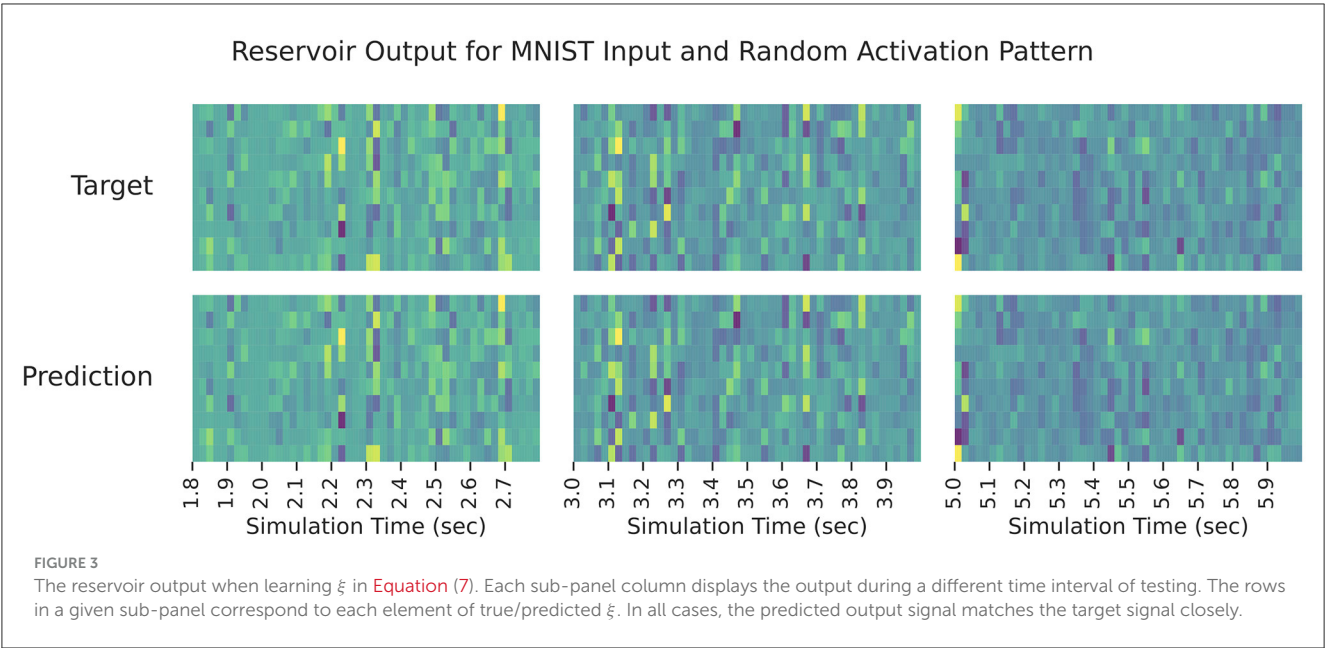 Reservoir Output for MNIST Input and Random Activation Pattern
Target
Prediction
1.8 1.9 2.0 2.1 2.2 2.3 2.4 2.5 2.6 2.7
3.0 3.1 3.2 3.3 3.4 3.5 3.6 3.7 3.8 3.9
5.0 5.1 5.2 5.3 5.4 5.5 5.6 5.7 5.8 5.9
Simulation Time (sec)
Simulation Time (sec)
Simulation Time (sec)
FIGURE 3
The reservoir output when learning ξ in Equation (7). Each sub-panel column displays the output during a different time interval of testing. The rows
in a given sub-panel correspond to each element of true/predicted ξ. In all cases, the predicted output signal matches the target signal closely.